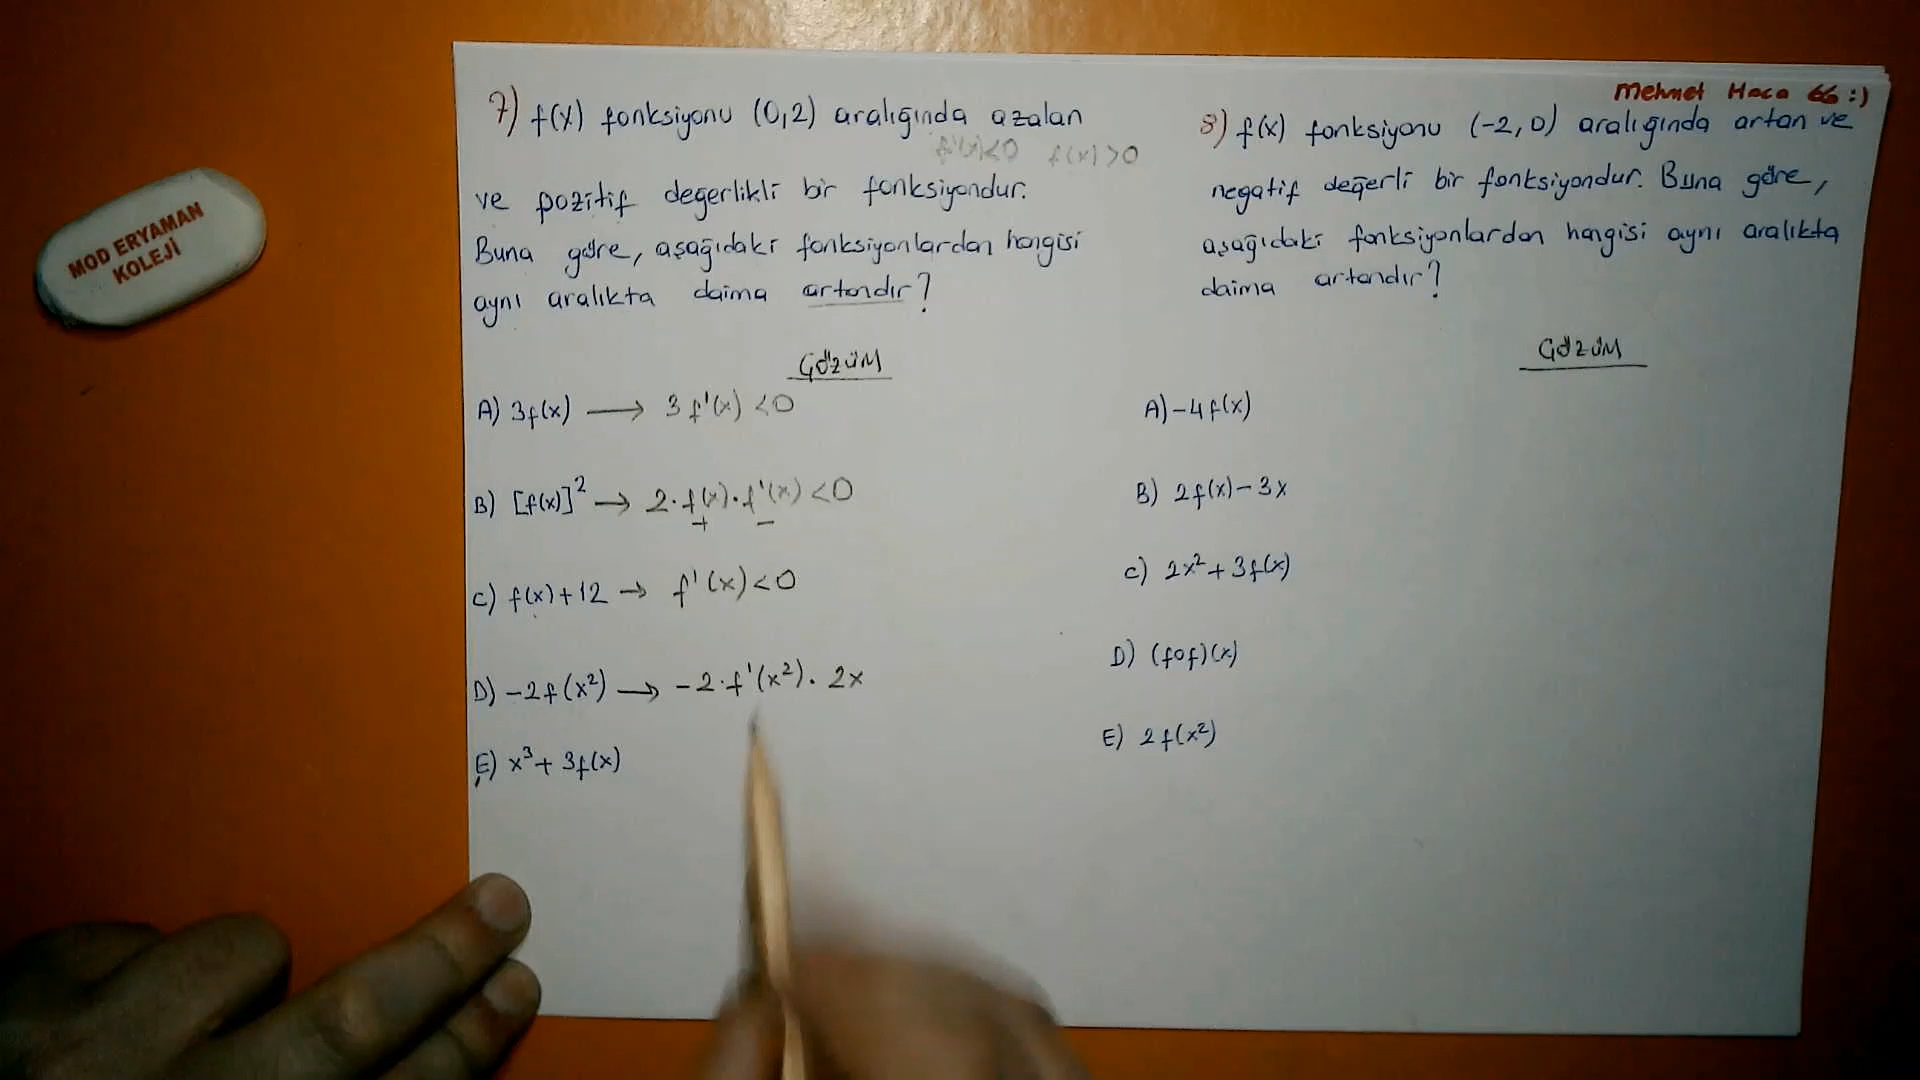 MOD ERYAMAN
KOLEJİ
7) f(x) fonksiyonu (0,2) aralığında azalan
f'(x)<0 f(x)>0
ve pozitif değerlikli bir fonksiyondur.
Buna göre, aşağıdaki fonksiyonlardan hangisi
aynı aralıkta daima artandır?
ÇÖZÜM
A) 3f(x) → 3f'(x)<0
B) [f(x)]² → 2·f(x)·f'(x)<0
+ −
C) f(x)+12 → f'(x)<0
D) −2f(x²) → −2·f'(x²)·2x
E) x³+3f(x)
Mehmet Hoca 66:)
8) f(x) fonksiyonu (-2,0) aralığında artan ve
negatif değerli bir fonksiyondur. Buna göre,
aşağıdaki fonksiyonlardan hangisi aynı aralıkta
daima artandır?
ÇÖZÜM
A) −4f(x)
B) 2f(x)−3x
C) 2x²+3f(x)
D) (fof)(x)
E) 2f(x²)